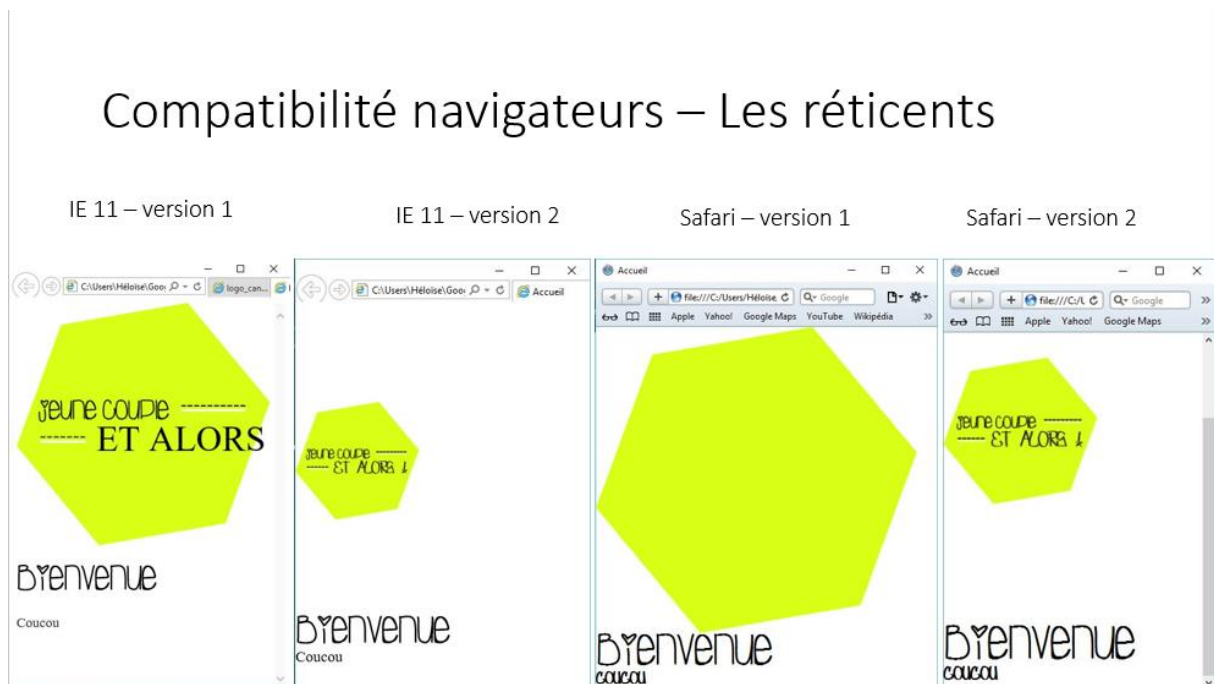 Compatibilité navigateurs – Les réticents
IE 11 – version 1
IE 11 – version 2
Safari – version 1
Safari – version 2
C:\Users\Héloïse\Goo
logo_can...
jeune couple ----------
------- ET ALORS
Bienvenue
Coucou
C:\Users\Héloïse\Goo
Accueil
jeune couple --------
------ ET ALORS !
Bienvenue
Coucou
Accueil
file:///C:/Users/Héloïse
Google
Apple Yahoo! Google Maps YouTube Wikipédia »
Bienvenue
coucou
Accueil
file:///C:/U
Google »
Apple Yahoo! Google Maps »
jeune couple ---------
------ ET ALORS !
Bienvenue
coucou